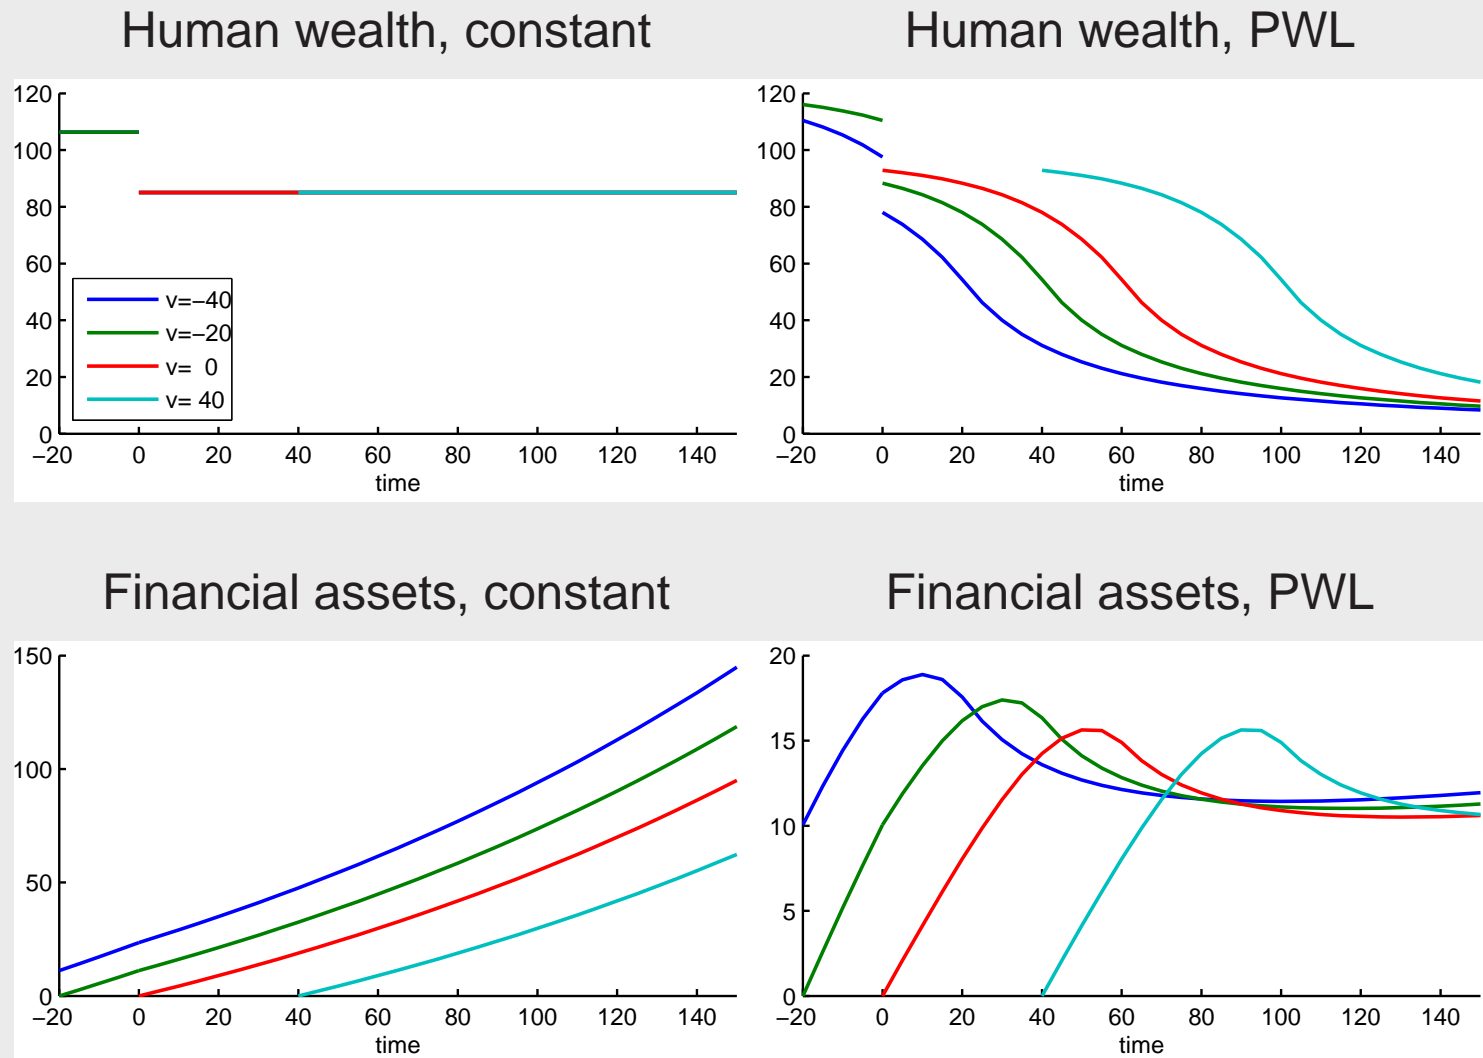 Human wealth, constant
120
100
80
60
40
20
0
v=−40
v=−20
v= 0
v= 40
−20 0 20 40 60 80 100 120 140
time
Human wealth, PWL
120
100
80
60
40
20
0
−20 0 20 40 60 80 100 120 140
time
Financial assets, constant
150
100
50
0
−20 0 20 40 60 80 100 120 140
time
Financial assets, PWL
20
15
10
5
0
−20 0 20 40 60 80 100 120 140
time